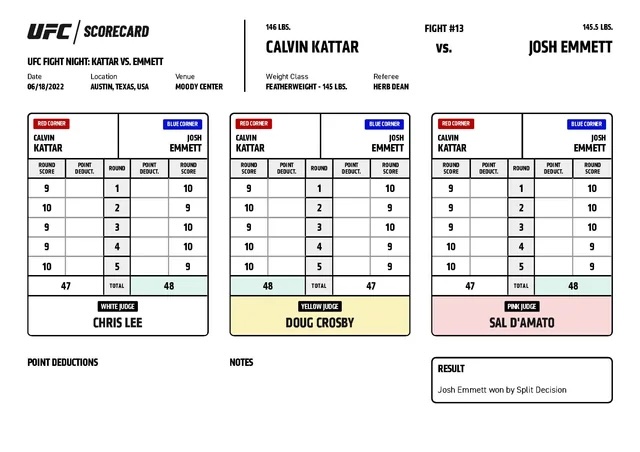 UFC / SCORECARD
UFC FIGHT NIGHT: KATTAR VS. EMMETT
Date Location Venue
06/18/2022 AUSTIN, TEXAS, USA MOODY CENTER
146 LBS. FIGHT #13 145.5 LBS.
CALVIN KATTAR VS. JOSH EMMETT
Weight Class Referee
FEATHERWEIGHT - 145 LBS. HERB DEAN
RED CORNER BLUE CORNER
CALVIN JOSH
KATTAR EMMETT
ROUND SCORE POINT DEDUCT. ROUND POINT DEDUCT. ROUND SCORE
9 1 10
10 2 9
9 3 10
9 4 10
10 5 9
47 TOTAL 48
WHITE JUDGE
CHRIS LEE
RED CORNER BLUE CORNER
CALVIN JOSH
KATTAR EMMETT
ROUND SCORE POINT DEDUCT. ROUND POINT DEDUCT. ROUND SCORE
9 1 10
10 2 9
9 3 10
10 4 9
10 5 9
48 TOTAL 47
YELLOW JUDGE
DOUG CROSBY
RED CORNER BLUE CORNER
CALVIN JOSH
KATTAR EMMETT
ROUND SCORE POINT DEDUCT. ROUND POINT DEDUCT. ROUND SCORE
9 1 10
10 2 9
9 3 10
9 4 10
10 5 9
47 TOTAL 48
PINK JUDGE
SAL D'AMATO
POINT DEDUCTIONS
NOTES
RESULT
Josh Emmett won by Split Decision